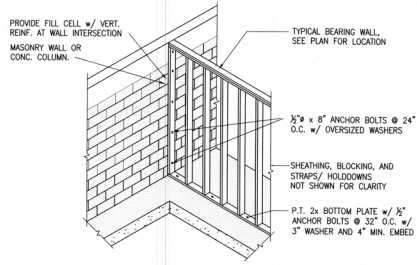 PROVIDE FILL CELL w/ VERT.
REINF. AT WALL INTERSECTION
MASONRY WALL OR
CONC. COLUMN.
TYPICAL BEARING WALL,
SEE PLAN FOR LOCATION
½"ø x 8" ANCHOR BOLTS @ 24"
O.C. w/ OVERSIZED WASHERS
SHEATHING, BLOCKING, AND
STRAPS/ HOLDDOWNS
NOT SHOWN FOR CLARITY
P.T. 2x BOTTOM PLATE w/ ½"
ANCHOR BOLTS @ 32" O.C. w/
3" WASHER AND 4" MIN. EMBED